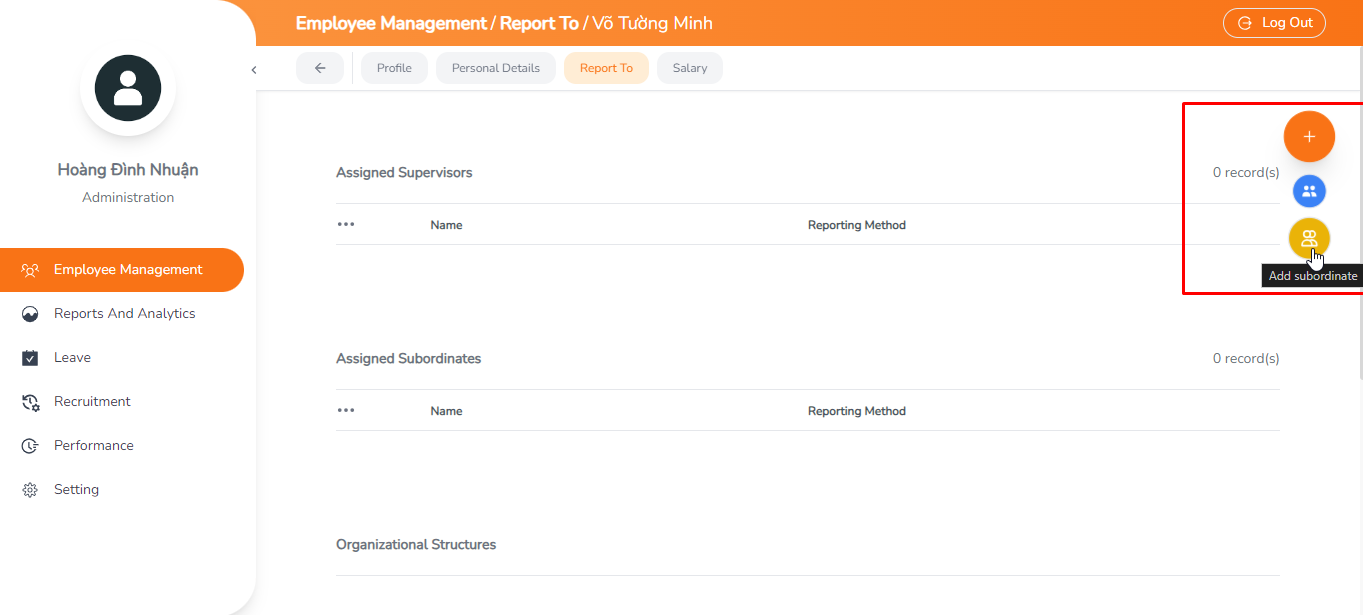 Employee Management / Report To / Võ Tường Minh
Log Out
Profile
Personal Details
Report To
Salary
Hoàng Đình Nhuận
Administration
Employee Management
Reports And Analytics
Leave
Recruitment
Performance
Setting
Assigned Supervisors
0 record(s)
Name
Reporting Method
Add subordinate
Assigned Subordinates
0 record(s)
Name
Reporting Method
Organizational Structures